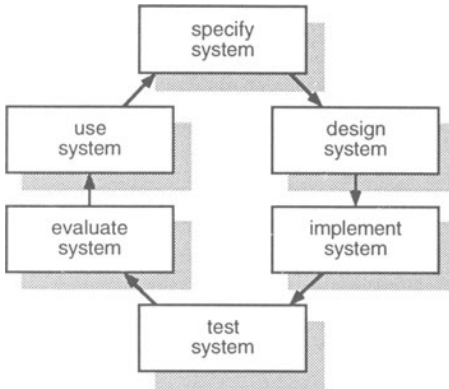 specify
system
design
system
implement
system
test
system
evaluate
system
use
system